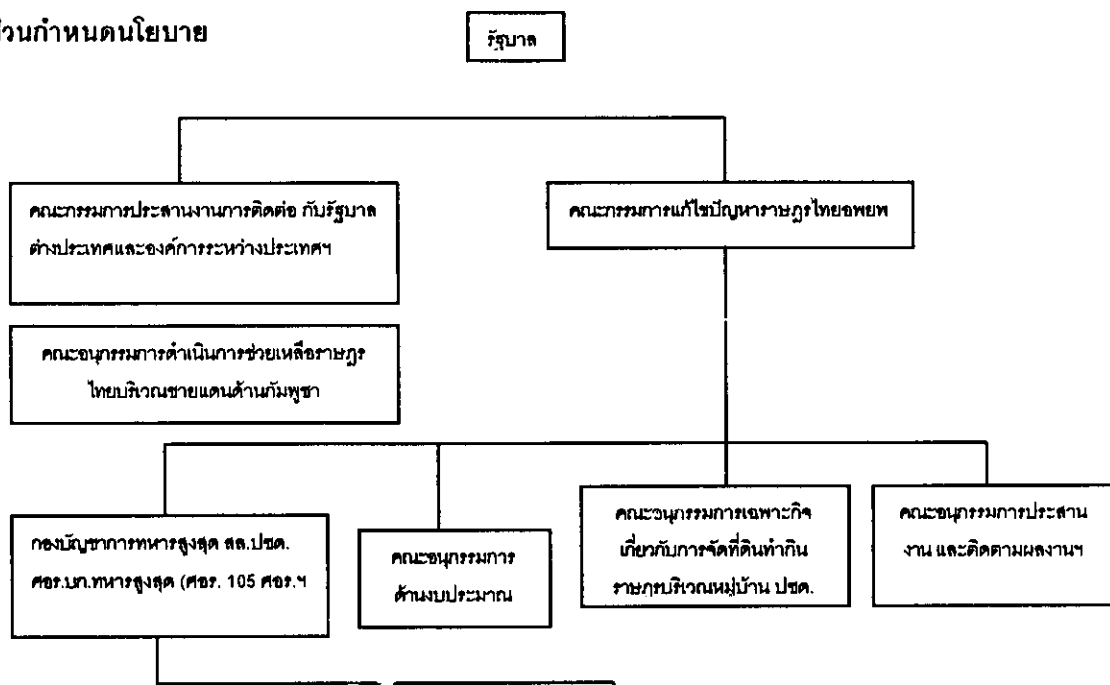 ส่วนกำหนดนโยบาย
รัฐบาล
คณะกรรมการประสานงานการติดต่อ กับรัฐบาล
ต่างประเทศและองค์การระหว่างประเทศฯ
คณะกรรมการแก้ไขปัญหาราษฎรไทยอพยพ
คณะอนุกรรมการดำเนินการช่วยเหลือราษฎร
ไทยบริเวณชายแดนด้านกัมพูชา
กองบัญชาการทหารสูงสุด สล.ปชด.
ศอร.บก.ทหารสูงสุด (ศอร. 105 ศอร.ฯ
คณะอนุกรรมการ
ด้านงบประมาณ
คณะอนุกรรมการเฉพาะกิจ
เกี่ยวกับการจัดที่ดินทำกิน
ราษฎรบริเวณหมู่บ้าน ปชด.
คณะอนุกรรมการประสาน
งาน และติดตามผลงานฯ